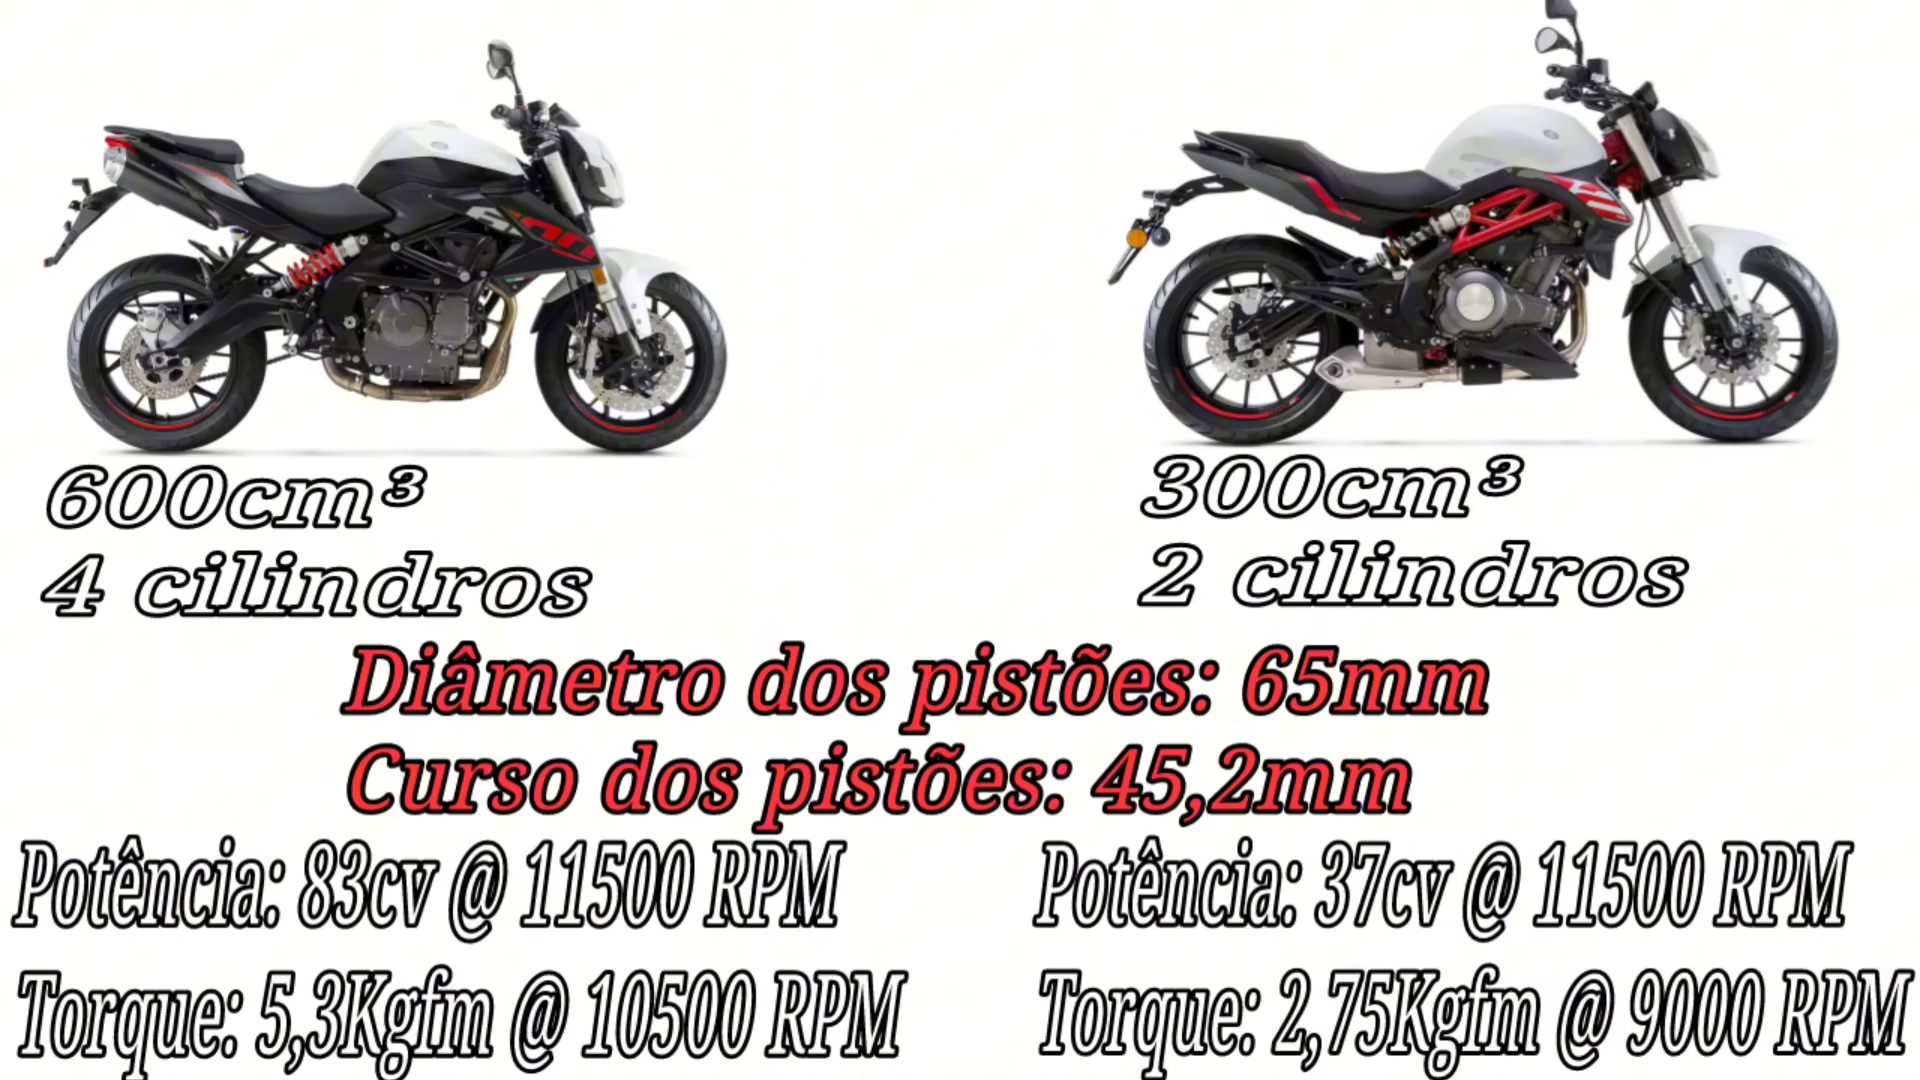 600
600cm³
4 cilindros
300cm³
2 cilindros
Diâmetro dos pistões: 65mm
Curso dos pistões: 45,2mm
Potência: 83cv @ 11500 RPM
Torque: 5,3Kgfm @ 10500 RPM
Potência: 37cv @ 11500 RPM
Torque: 2,75Kgfm @ 9000 RPM